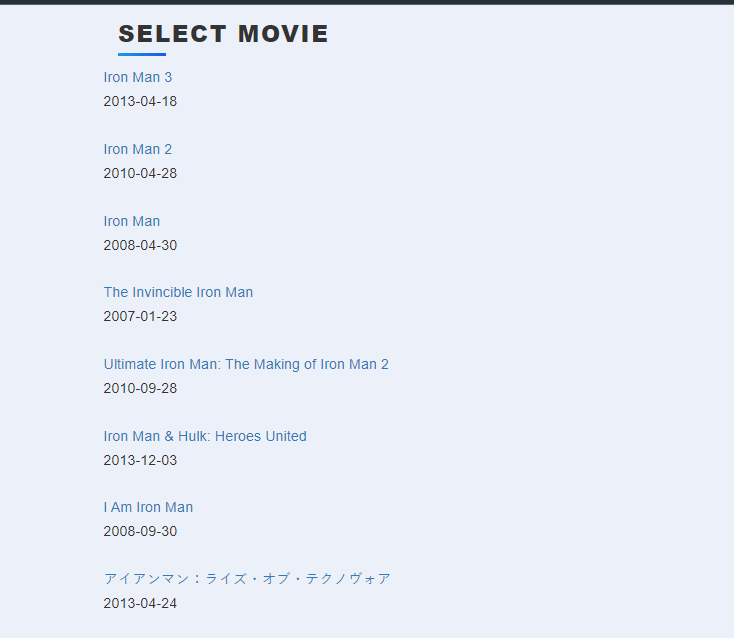 SELECT MOVIE
Iron Man 3
2013-04-18
Iron Man 2
2010-04-28
Iron Man
2008-04-30
The Invincible Iron Man
2007-01-23
Ultimate Iron Man: The Making of Iron Man 2
2010-09-28
Iron Man & Hulk: Heroes United
2013-12-03
I Am Iron Man
2008-09-30
アイアンマン：ライズ・オブ・テクノヴォア
2013-04-24